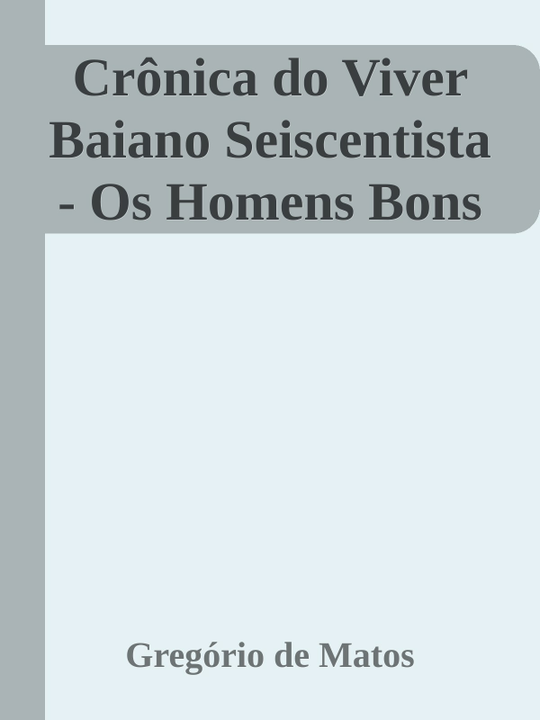 Crônica do Viver
Baiano Seiscentista
- Os Homens Bons
Gregório de Matos